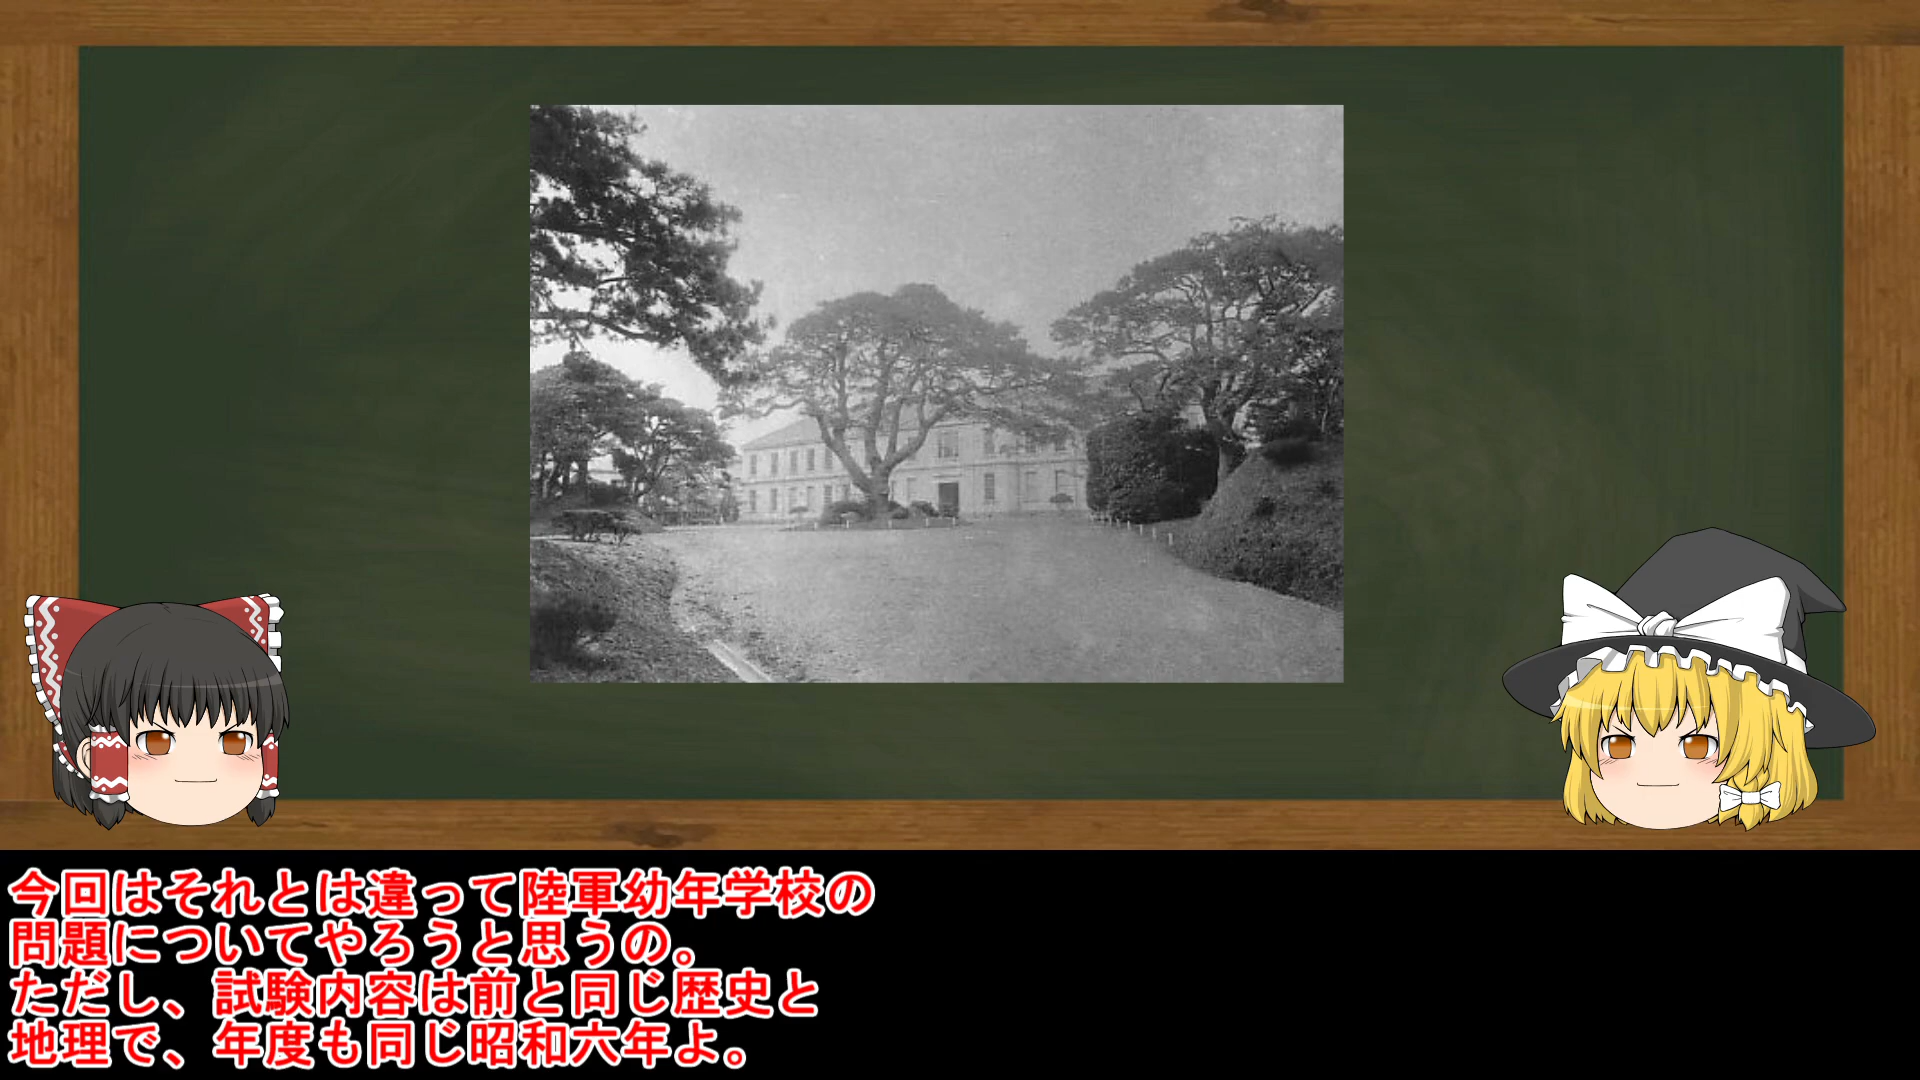 今回はそれとは違って陸軍幼年学校の
問題についてやろうと思うの。
ただし、試験内容は前と同じ歴史と
地理で、年度も同じ昭和六年よ。